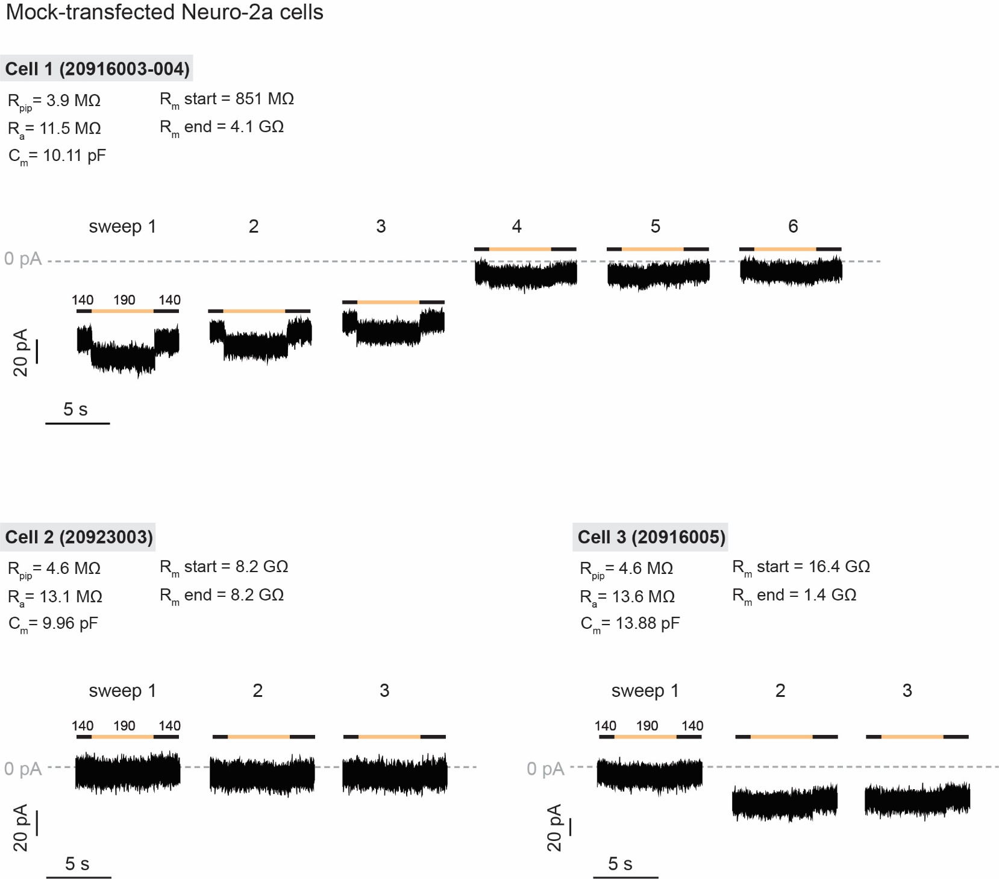 Mock-transfected Neuro-2a cells
Cell 1 (20916003-004)
Rpip= 3.9 MΩ Rm start = 851 MΩ
Ra= 11.5 MΩ Rm end = 4.1 GΩ
Cm= 10.11 pF
sweep 1 2 3 4 5 6
0 pA
140 190 140
20 pA
5 s
Cell 2 (20923003)
Rpip= 4.6 MΩ Rm start = 8.2 GΩ
Ra= 13.1 MΩ Rm end = 8.2 GΩ
Cm= 9.96 pF
sweep 1 2 3
140 190 140
0 pA
20 pA
5 s
Cell 3 (20916005)
Rpip= 4.6 MΩ Rm start = 16.4 GΩ
Ra= 13.6 MΩ Rm end = 1.4 GΩ
Cm= 13.88 pF
sweep 1 2 3
140 190 140
0 pA
20 pA
5 s